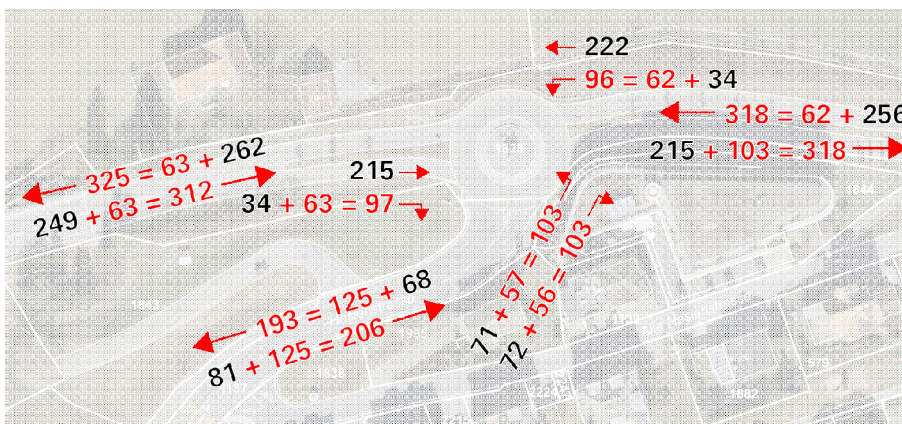 222
96 = 62 + 34
318 = 62 + 256
215 + 103 = 318
325 = 63 + 262
249 + 63 = 312
215
34 + 63 = 97
71 + 57 = 103
72 + 56 = 103
193 = 125 + 68
81 + 125 = 206